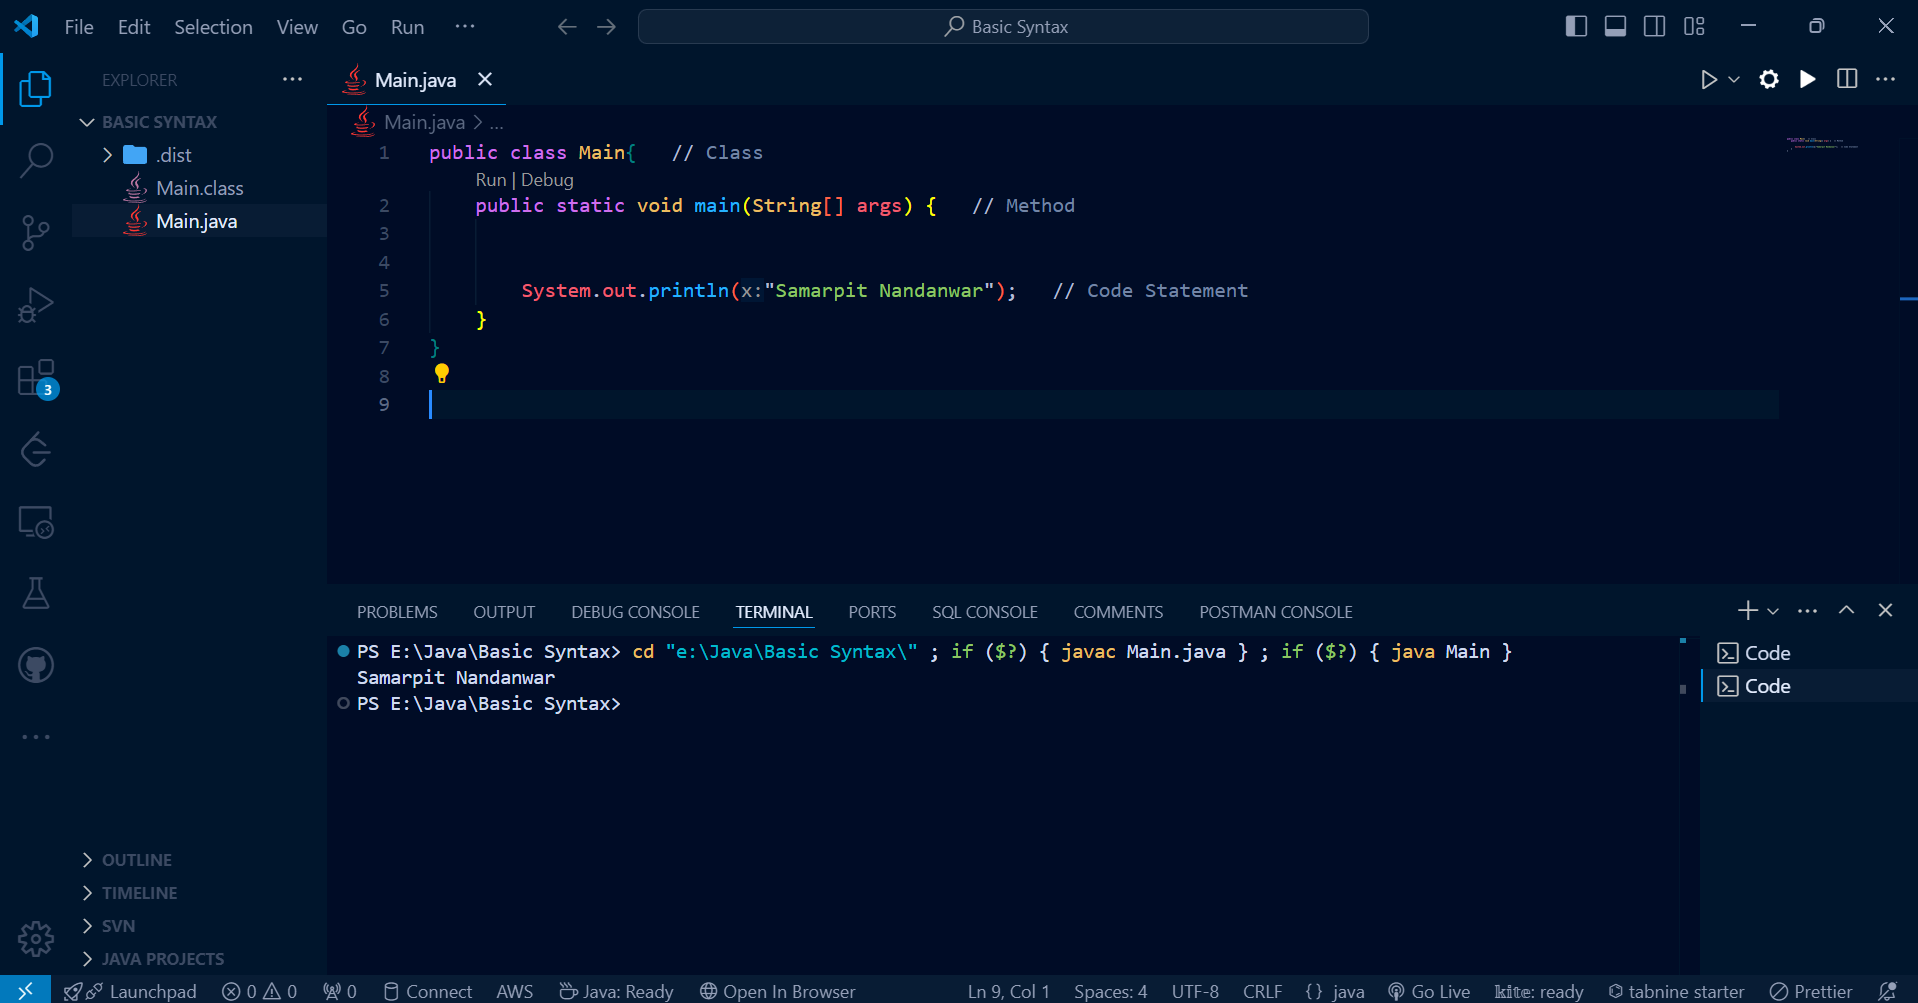 File Edit Selection View Go Run ···
Basic Syntax
EXPLORER ···
BASIC SYNTAX
.dist
Main.class
Main.java
3
Main.java
Main.java > ...
1 public class Main{ // Class
Run | Debug
2 public static void main(String[] args) { // Method
3
4
5 System.out.println(x:"Samarpit Nandanwar"); // Code Statement
6 }
7 }
8
9
PROBLEMS OUTPUT DEBUG CONSOLE TERMINAL PORTS SQL CONSOLE COMMENTS POSTMAN CONSOLE
PS E:\Java\Basic Syntax> cd "e:\Java\Basic Syntax\" ; if ($?) { javac Main.java } ; if ($?) { java Main }
Samarpit Nandanwar
PS E:\Java\Basic Syntax>
Code
Code
OUTLINE
TIMELINE
SVN
JAVA PROJECTS
Launchpad 0 0 0 Connect AWS Java: Ready Open In Browser Ln 9, Col 1 Spaces: 4 UTF-8 CRLF {} java Go Live kite: ready tabnine starter Prettier